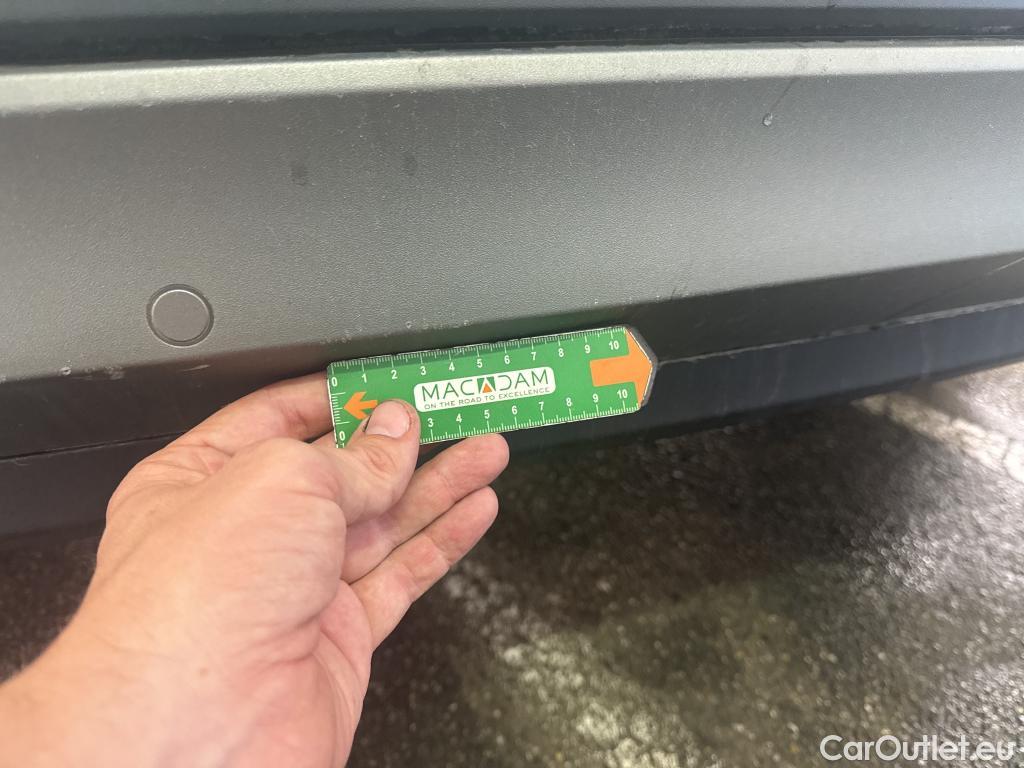 0 1 2 3 4 5 6 7 8 9 10
MACADAM
ON THE ROAD TO EXCELLENCE
0 3 4 5 6 7 8 9 10
CarOutlet.eu